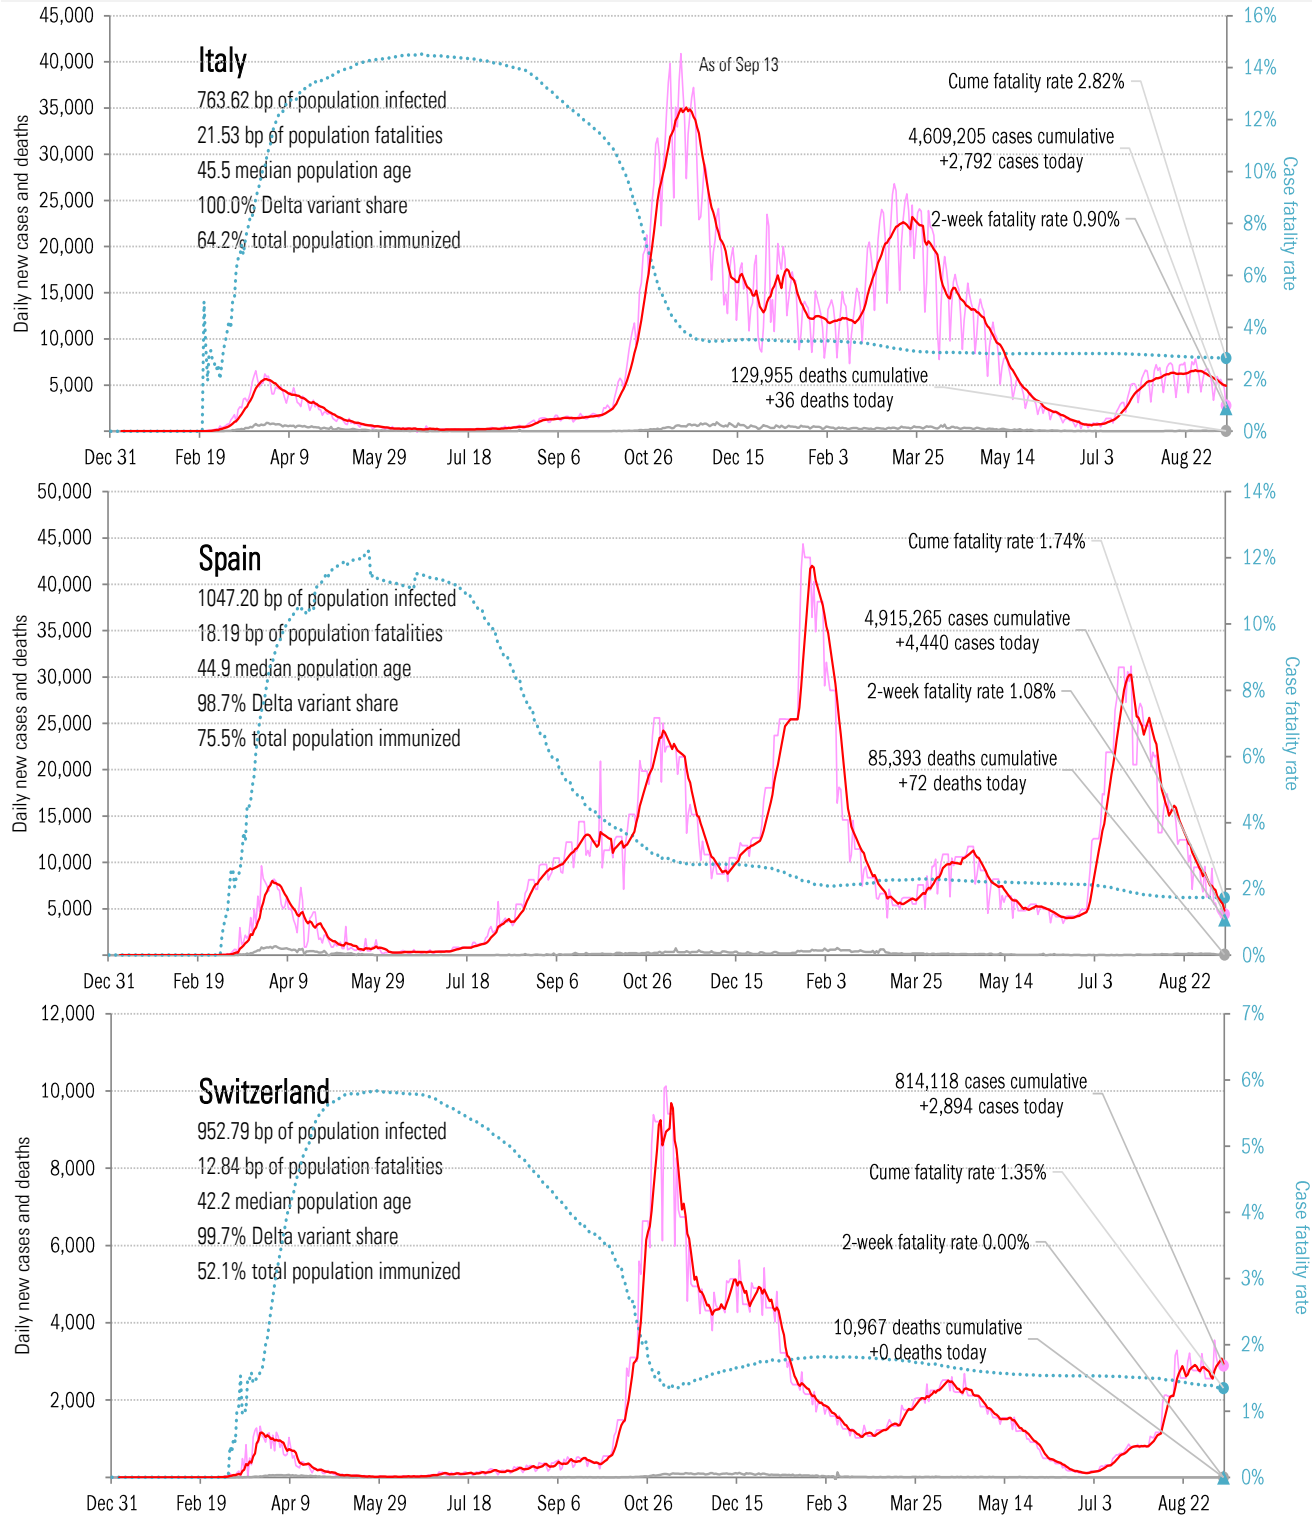 45,000
40,000
35,000
30,000
25,000
20,000
15,000
10,000
5,000
Daily new cases and deaths
16%
14%
12%
10%
8%
6%
4%
2%
0%
Case fatality rate
Italy
763.62 bp of population infected
21.53 bp of population fatalities
45.5 median population age
100.0% Delta variant share
64.2% total population immunized
As of Sep 13
Cume fatality rate 2.82%
4,609,205 cases cumulative
+2,792 cases today
2-week fatality rate 0.90%
129,955 deaths cumulative
+36 deaths today
Dec 31 Feb 19 Apr 9 May 29 Jul 18 Sep 6 Oct 26 Dec 15 Feb 3 Mar 25 May 14 Jul 3 Aug 22
50,000
45,000
40,000
35,000
30,000
25,000
20,000
15,000
10,000
5,000
Daily new cases and deaths
14%
12%
10%
8%
6%
4%
2%
0%
Case fatality rate
Spain
1047.20 bp of population infected
18.19 bp of population fatalities
44.9 median population age
98.7% Delta variant share
75.5% total population immunized
Cume fatality rate 1.74%
4,915,265 cases cumulative
+4,440 cases today
2-week fatality rate 1.08%
85,393 deaths cumulative
+72 deaths today
Dec 31 Feb 19 Apr 9 May 29 Jul 18 Sep 6 Oct 26 Dec 15 Feb 3 Mar 25 May 14 Jul 3 Aug 22
12,000
10,000
8,000
6,000
4,000
2,000
Daily new cases and deaths
7%
6%
5%
4%
3%
2%
1%
0%
Case fatality rate
Switzerland
952.79 bp of population infected
12.84 bp of population fatalities
42.2 median population age
99.7% Delta variant share
52.1% total population immunized
814,118 cases cumulative
+2,894 cases today
Cume fatality rate 1.35%
2-week fatality rate 0.00%
10,967 deaths cumulative
+0 deaths today
Dec 31 Feb 19 Apr 9 May 29 Jul 18 Sep 6 Oct 26 Dec 15 Feb 3 Mar 25 May 14 Jul 3 Aug 22